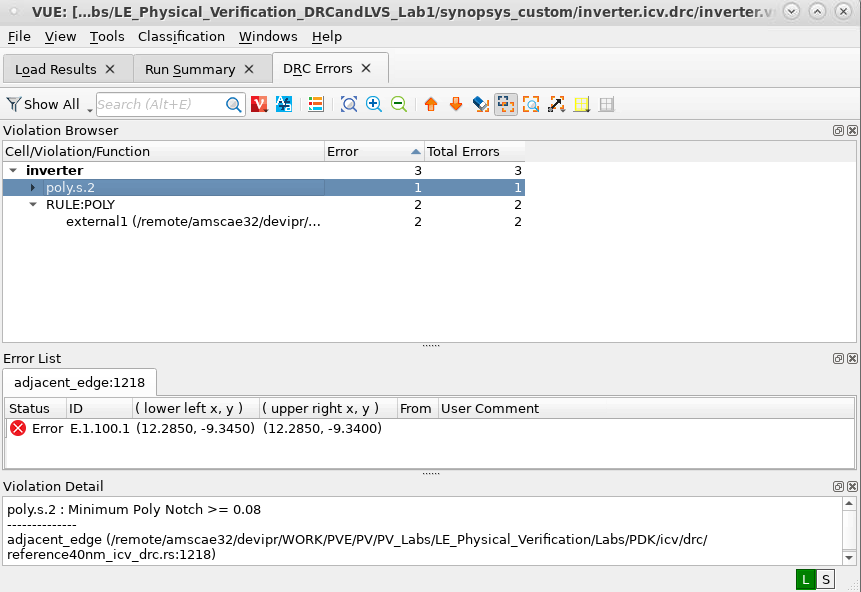 VUE: [...bs/LE_Physical_Verification_DRCandLVS_Lab1/synopsys_custom/inverter.icv.drc/inverter.v
File View Tools Classification Windows Help
Load Results Run Summary DRC Errors
Show All Search (Alt+E)
Violation Browser
Cell/Violation/Function Error Total Errors
inverter 3 3
poly.s.2 1 1
RULE:POLY 2 2
external1 (/remote/amscae32/devipr/... 2 2
Error List
adjacent_edge:1218
Status ID ( lower left x, y ) ( upper right x, y ) From User Comment
Error E.1.100.1 (12.2850, -9.3450) (12.2850, -9.3400)
Violation Detail
poly.s.2 : Minimum Poly Notch >= 0.08
--------------
adjacent_edge (/remote/amscae32/devipr/WORK/PVE/PV/PV_Labs/LE_Physical_Verification/Labs/PDK/icv/drc/
reference40nm_icv_drc.rs:1218)
L S